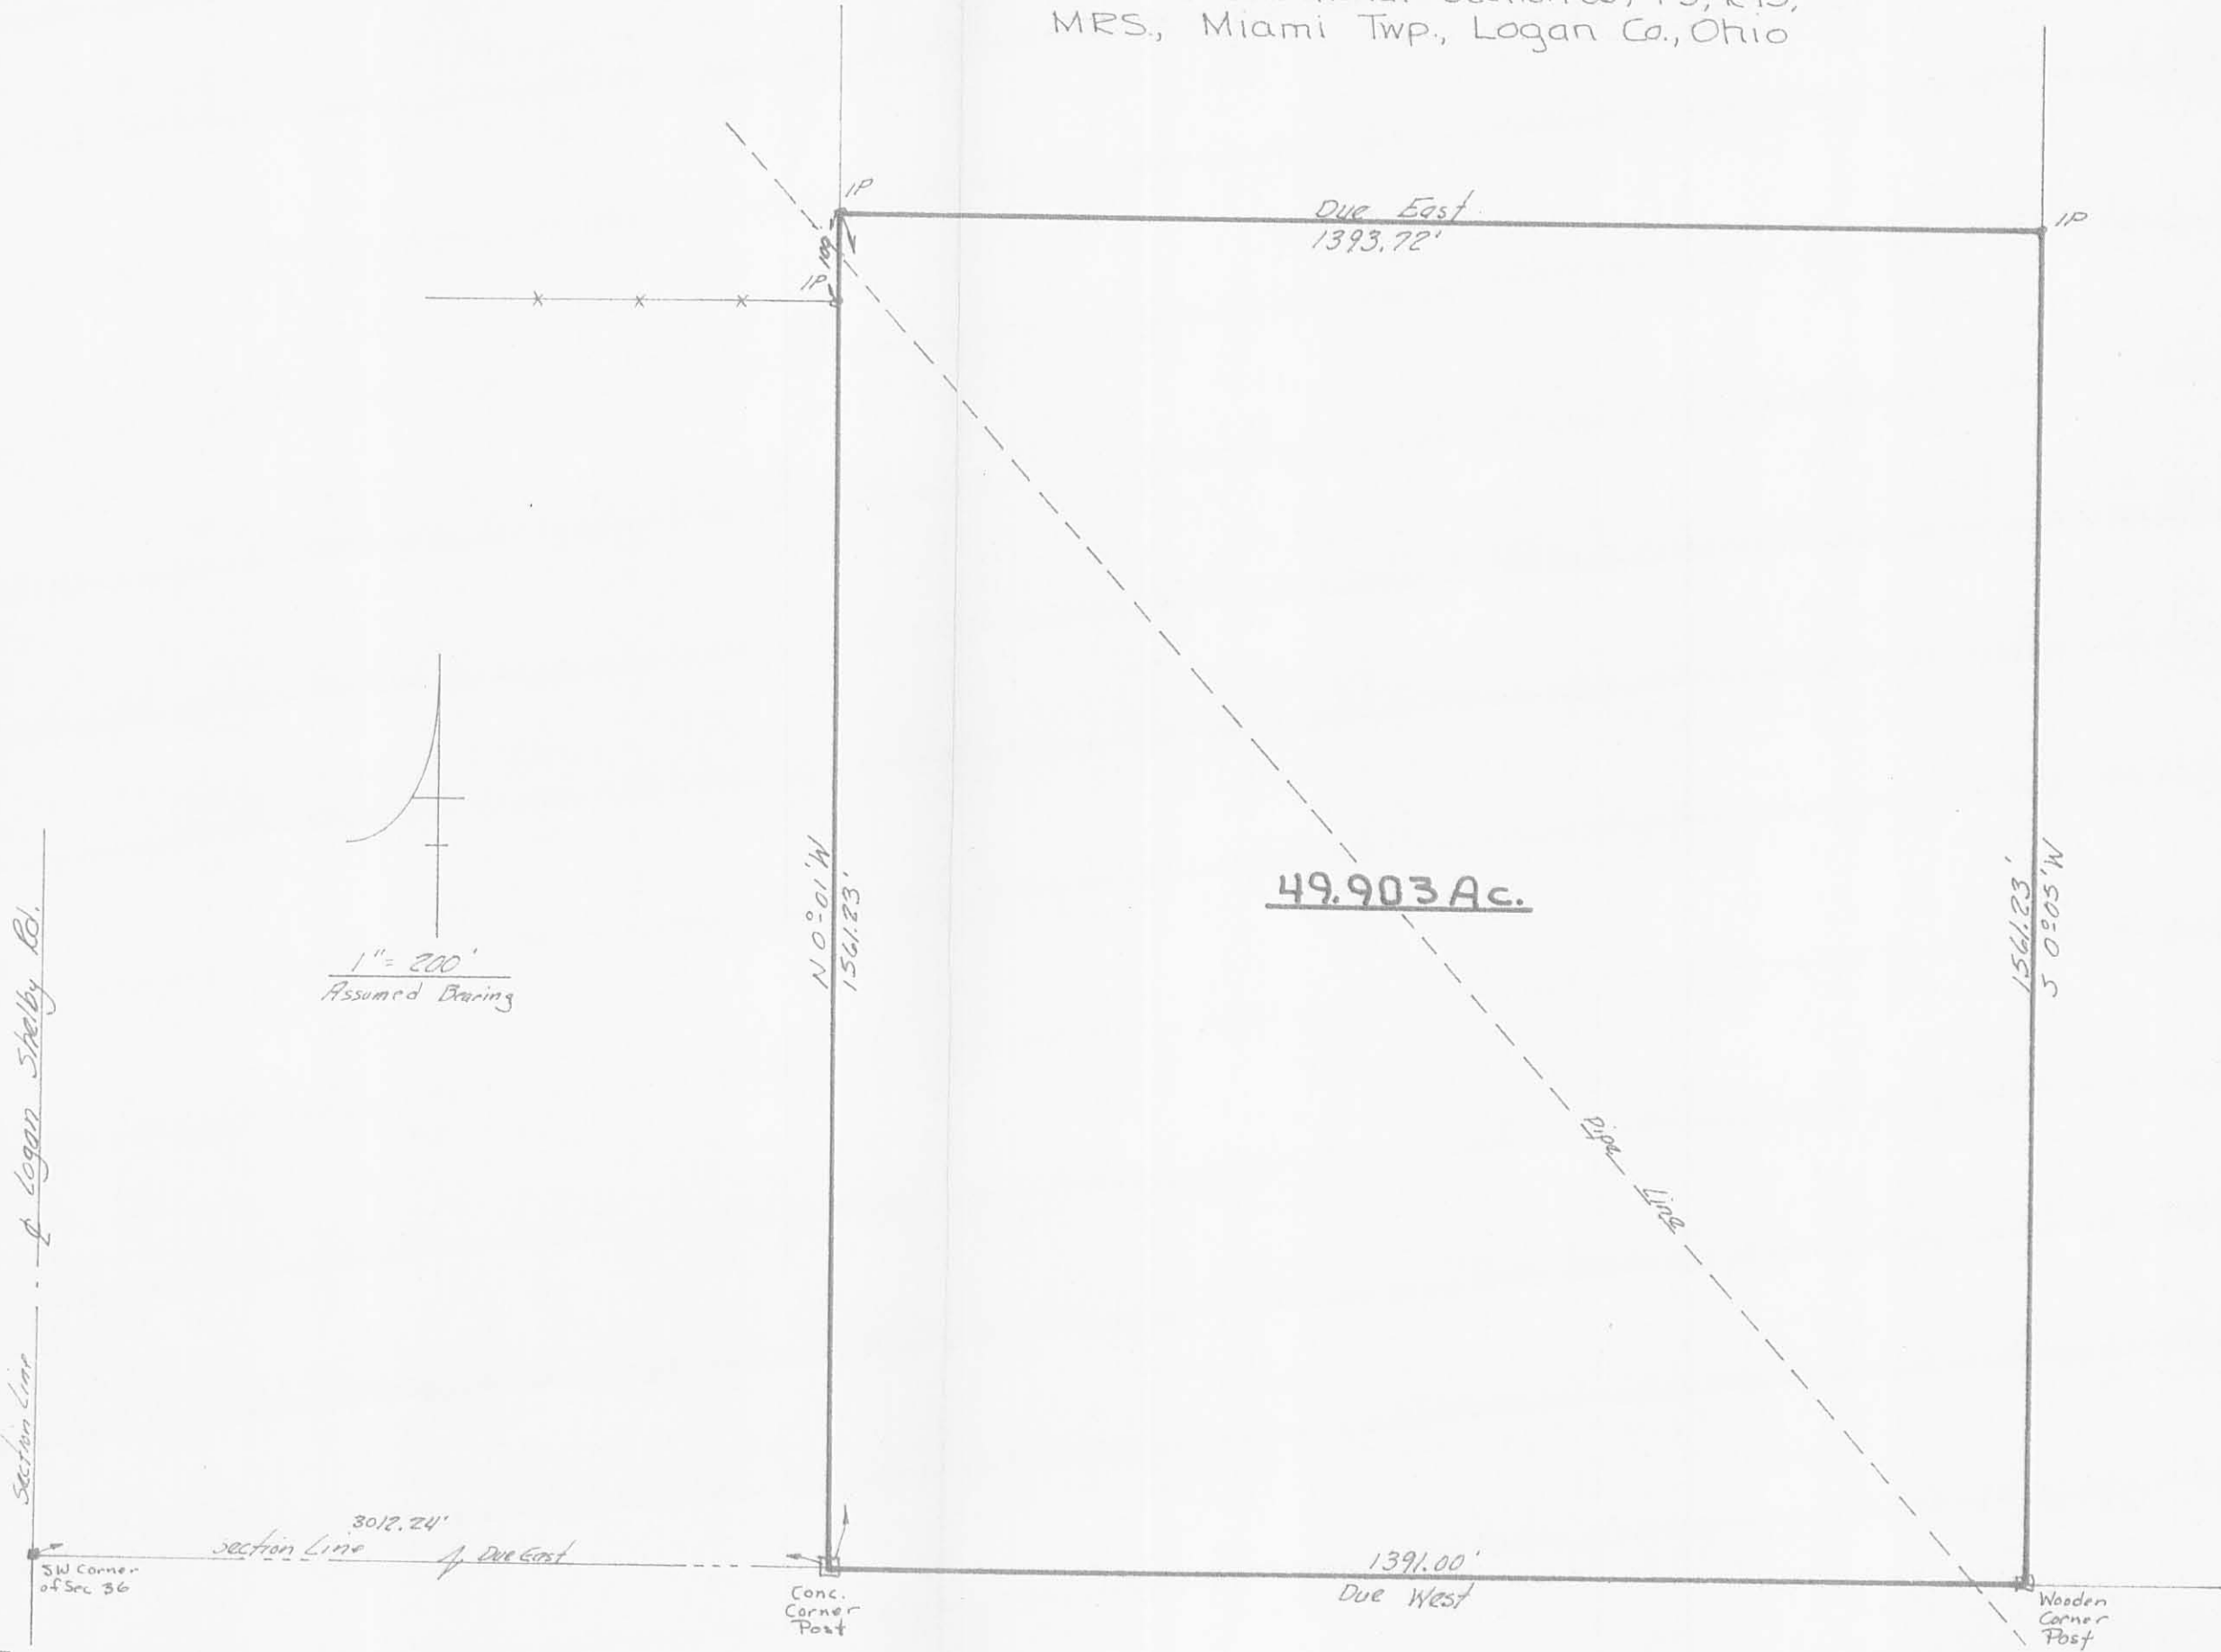 MRS., Miami Twp., Logan Co., Ohio
IP
Due East
1393.72'
IP
100'
IP
N 0°-01'W
1561.23'
49.903 Ac.
1561.23'
S 0°-05'W
1"= 200'
Assumed Bearing
Section Line ℄ Logan Shelby Rd.
Pipe Line
3012.24'
Section Line Due East
SW Corner
of Sec 36
Conc.
Corner
Post
1391.00'
Due West
Wooden
Corner
Post